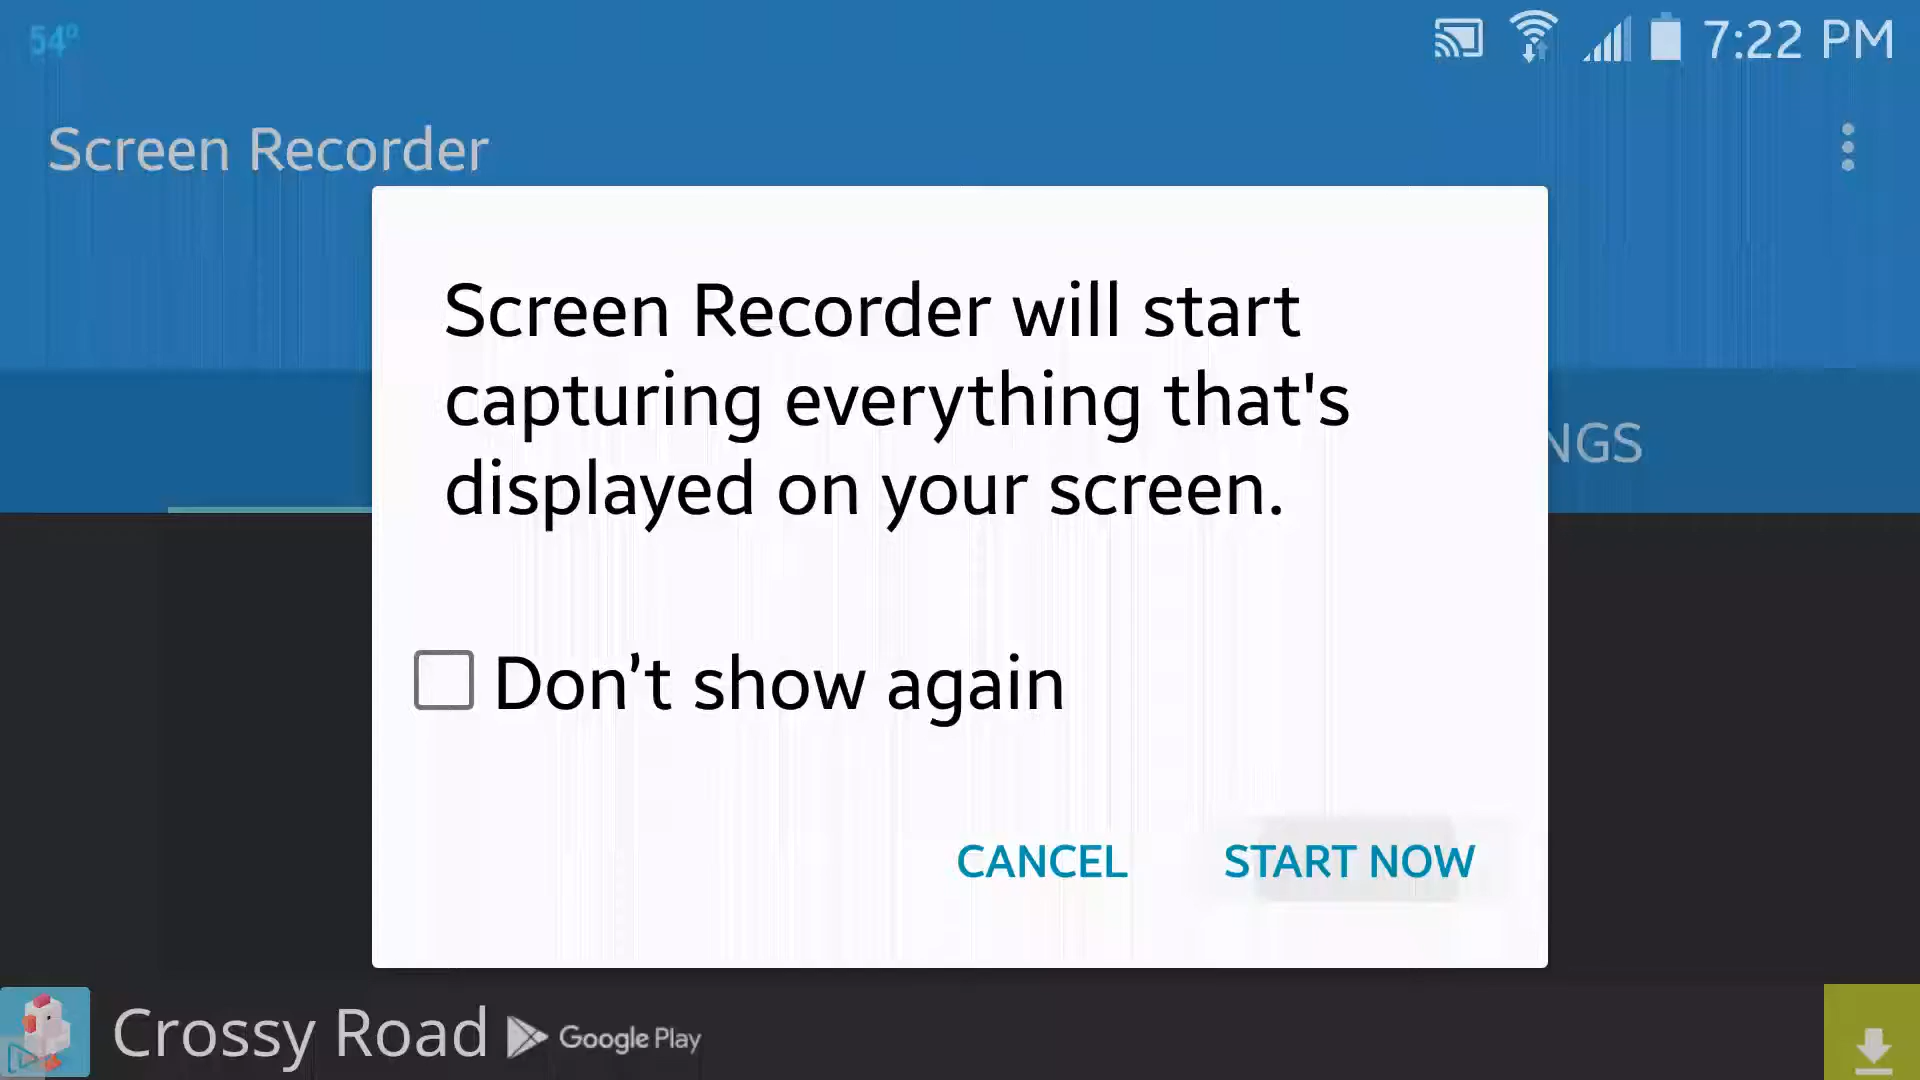 54°
7:22 PM
Screen Recorder
Screen Recorder will start
capturing everything that's
displayed on your screen.
NGS
Don't show again
CANCEL START NOW
Crossy Road Google Play